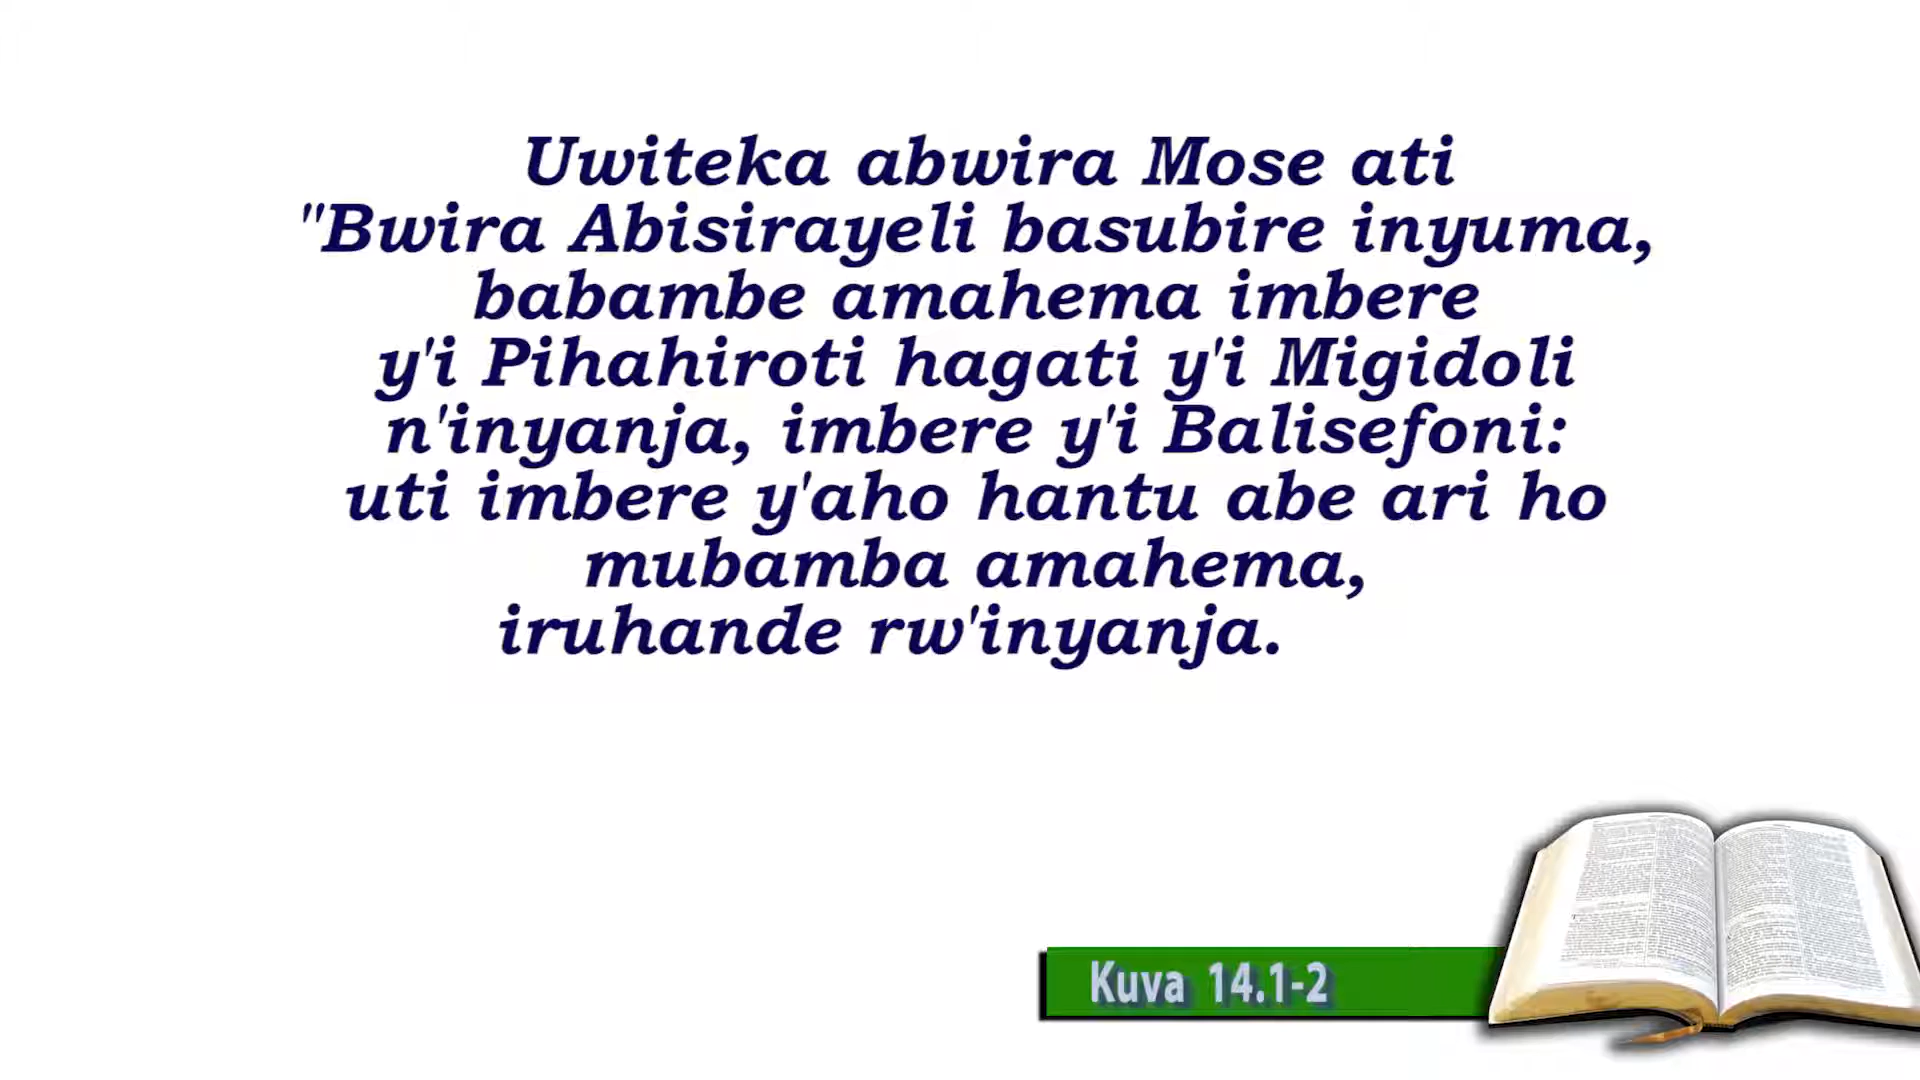 Uwiteka abwira Mose ati
"Bwira Abisirayeli basubire inyuma,
babambe amahema imbere
y'i Pihahiroti hagati y'i Migidoli
n'inyanja, imbere y'i Balisefoni:
uti imbere y'aho hantu abe ari ho
mubamba amahema,
iruhande rw'inyanja.
Kuva 14.1-2